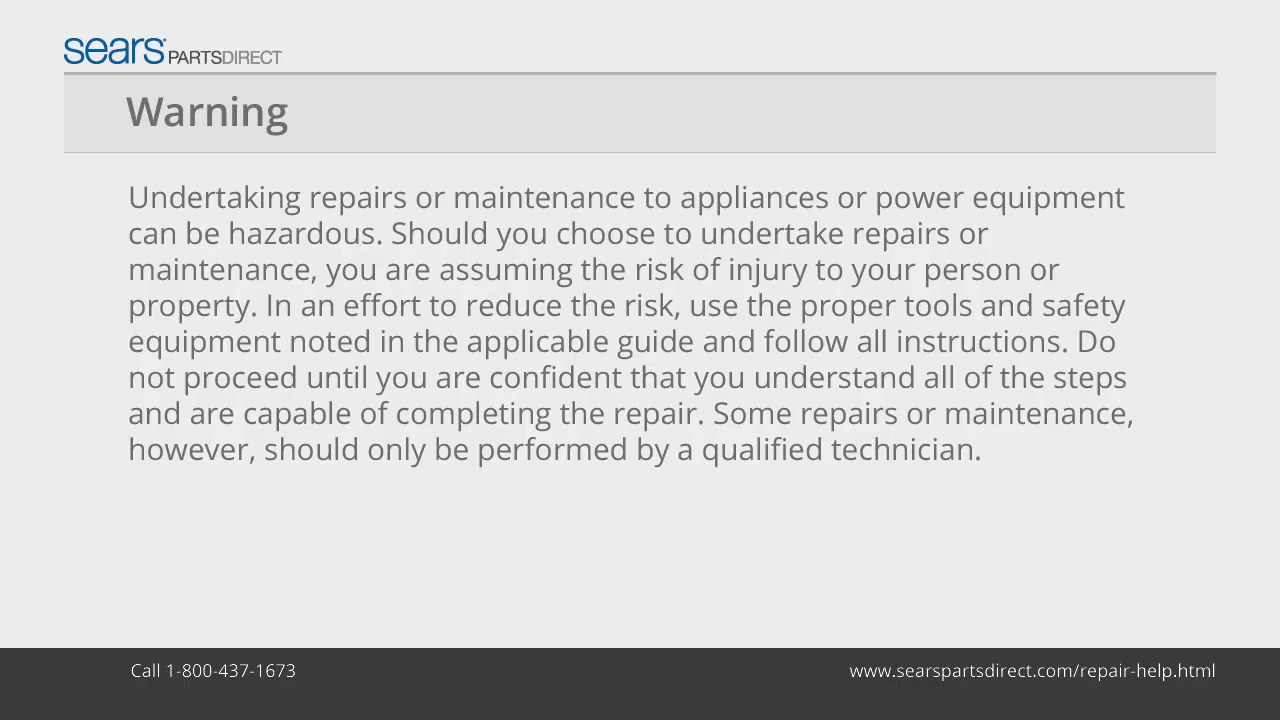 sears PARTSDIRECT
Warning
Undertaking repairs or maintenance to appliances or power equipment
can be hazardous. Should you choose to undertake repairs or
maintenance, you are assuming the risk of injury to your person or
property. In an effort to reduce the risk, use the proper tools and safety
equipment noted in the applicable guide and follow all instructions. Do
not proceed until you are confident that you understand all of the steps
and are capable of completing the repair. Some repairs or maintenance,
however, should only be performed by a qualified technician.
Call 1-800-437-1673
www.searspartsdirect.com/repair-help.html